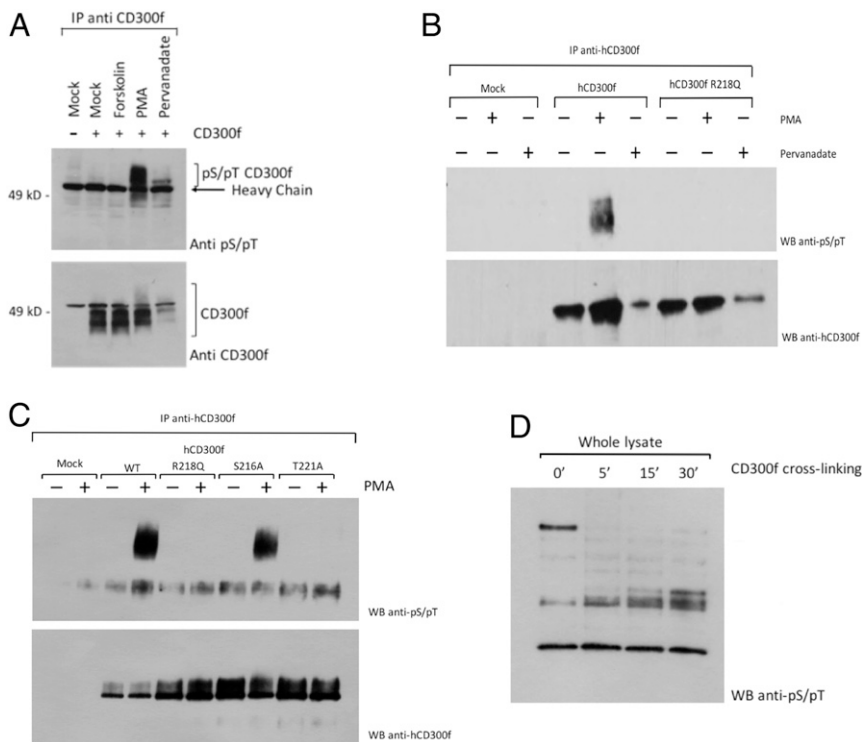 A
IP anti CD300f
Mock
Mock
Forskolin
PMA
Pervanadate
- + + + + CD300f
pS/pT CD300f
Heavy Chain
49 kD -
Anti pS/pT
49 kD -
CD300f
Anti CD300f
B
IP anti-hCD300f
Mock hCD300f hCD300f R218Q
− + − − + − − + − PMA
− − + − − + − − + Pervanadate
WB anti-pS/pT
WB anti-hCD300f
C
IP anti-hCD300f
hCD300f
Mock WT R218Q S216A T221A
− + − + − + − + − + PMA
WB anti-pS/pT
WB anti-hCD300f
D
Whole lysate
0’ 5’ 15’ 30’ CD300f cross-linking
WB anti-pS/pT